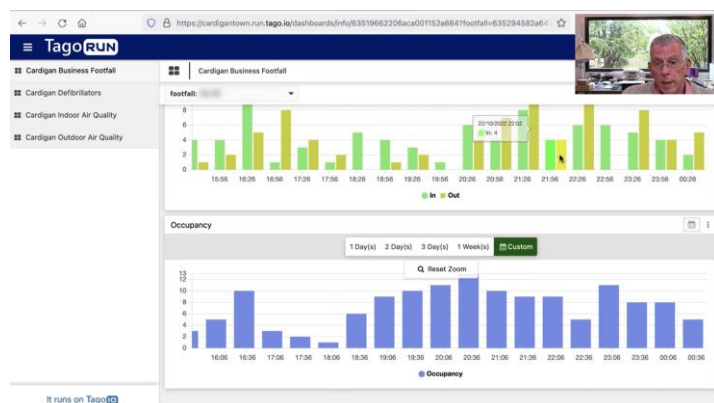 https://cardigantown.run.tago.io/dashboards/info/63519662206aca001152a664?footfall=635294582a64
Tago RUN
Cardigan Business Footfall
Cardigan Business Footfall
Cardigan Defibrillators
footfall:
Cardigan Indoor Air Quality
Cardigan Outdoor Air Quality
8
6
4
2
0
22/10/2022 22:03
In: 4
15:56 16:26 16:56 17:26 17:56 18:26 18:56 19:26 19:56 20:26 20:56 21:26 21:56 22:26 22:56 23:26 23:56 00:26
In Out
Occupancy
1 Day(s) 2 Day(s) 3 Day(s) 1 Week(s) Custom
Reset Zoom
13
12
10
8
6
4
2
0
16:06 16:36 17:06 17:36 18:06 18:36 19:06 19:36 20:06 20:36 21:06 21:36 22:06 22:36 23:06 23:36 00:06 00:36
Occupancy
It runs on TagoIO